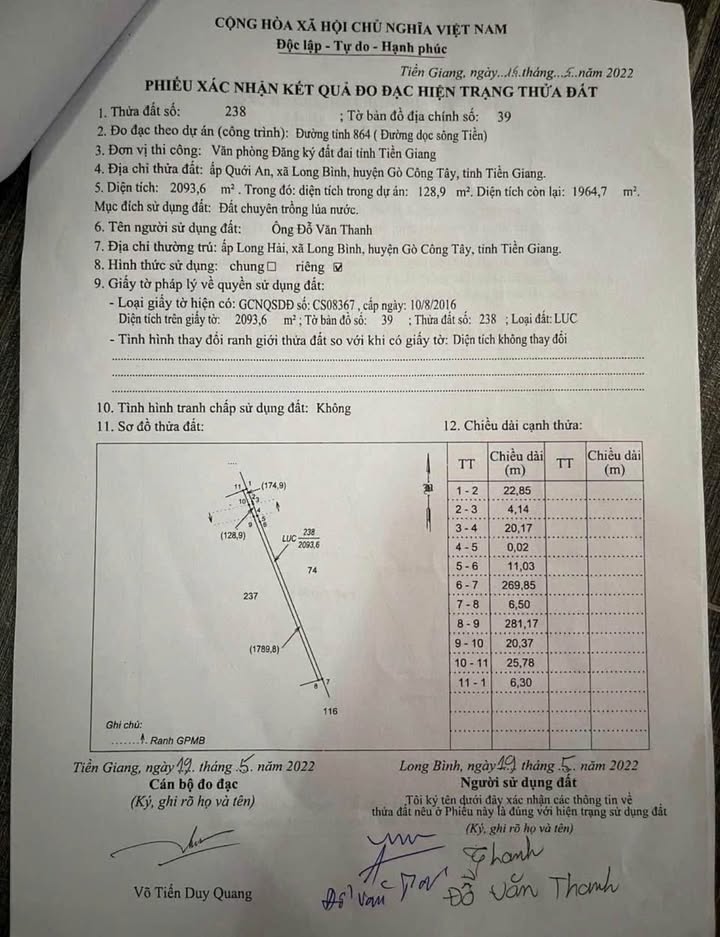 CỘNG HÒA XÃ HỘI CHỦ NGHĨA VIỆT NAM
Độc lập - Tự do - Hạnh phúc
Tiền Giang, ngày...tháng...5..năm 2022
PHIẾU XÁC NHẬN KẾT QUẢ ĐO ĐẠC HIỆN TRẠNG THỬA ĐẤT
1. Thửa đất số: 238 ; Tờ bản đồ địa chính số: 39
2. Đo đạc theo dự án (công trình): Đường tỉnh 864 ( Đường dọc sông Tiền)
3. Đơn vị thi công: Văn phòng Đăng ký đất đai tỉnh Tiền Giang
4. Địa chỉ thửa đất: ấp Quới An, xã Long Bình, huyện Gò Công Tây, tỉnh Tiền Giang.
5. Diện tích: 2093,6 m². Trong đó: diện tích trong dự án: 128,9 m². Diện tích còn lại: 1964,7 m².
Mục đích sử dụng đất: Đất chuyên trồng lúa nước.
6. Tên người sử dụng đất: Ông Đỗ Văn Thanh
7. Địa chỉ thường trú: ấp Long Hải, xã Long Bình, huyện Gò Công Tây, tỉnh Tiền Giang.
8. Hình thức sử dụng: chung☐ riêng ☑
9. Giấy tờ pháp lý về quyền sử dụng đất:
- Loại giấy tờ hiện có: GCNQSDĐ số: CS08367 , cấp ngày: 10/8/2016
Diện tích trên giấy tờ: 2093,6 m² ; Tờ bản đồ số: 39 ; Thửa đất số: 238 ; Loại đất: LUC
- Tình hình thay đổi ranh giới thửa đất so với khi có giấy tờ: Diện tích không thay đổi
10. Tình hình tranh chấp sử dụng đất: Không
11. Sơ đồ thửa đất:
11 1 (174,9)
10 2 3
4
9 5 6
(128,9)
LUC 238
2093,6
74
237
(1789,8)
8 7
116
Ghi chú:
Ranh GPMB
12. Chiều dài cạnh thửa:
TT Chiều dài (m) TT Chiều dài (m)
1 - 2 22,85
2 - 3 4,14
3 - 4 20,17
4 - 5 0,02
5 - 6 11,03
6 - 7 269,85
7 - 8 6,50
8 - 9 281,17
9 - 10 20,37
10 - 11 25,78
11 - 1 6,30
Tiền Giang, ngày 19. tháng .5. năm 2022
Cán bộ đo đạc
(Ký, ghi rõ họ và tên)
Võ Tiến Duy Quang
Long Bình, ngày 19 tháng .5. năm 2022
Người sử dụng đất
Tôi ký tên dưới đây xác nhận các thông tin về
thửa đất nêu ở Phiếu này là đúng với hiện trạng sử dụng đất
(Ký, ghi rõ họ và tên)
Thanh
Đỗ Văn Thanh